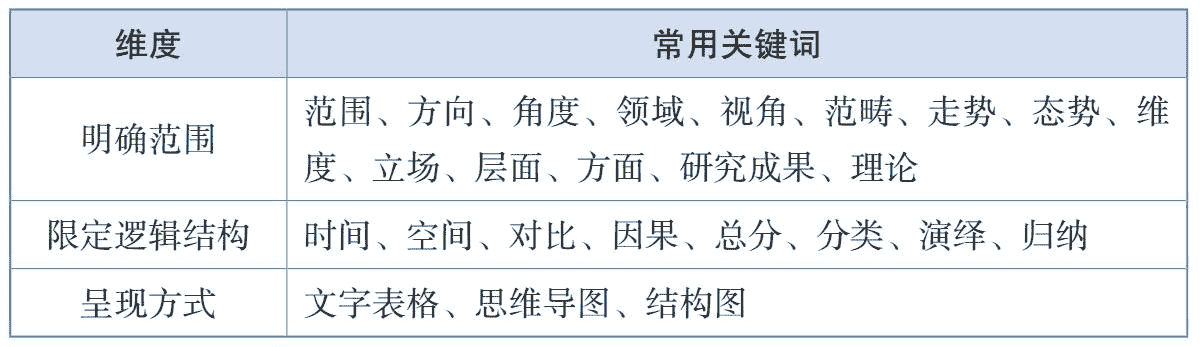 维度 常用关键词
明确范围 范围、方向、角度、领域、视角、范畴、走势、态势、维
度、立场、层面、方面、研究成果、理论
限定逻辑结构 时间、空间、对比、因果、总分、分类、演绎、归纳
呈现方式 文字表格、思维导图、结构图